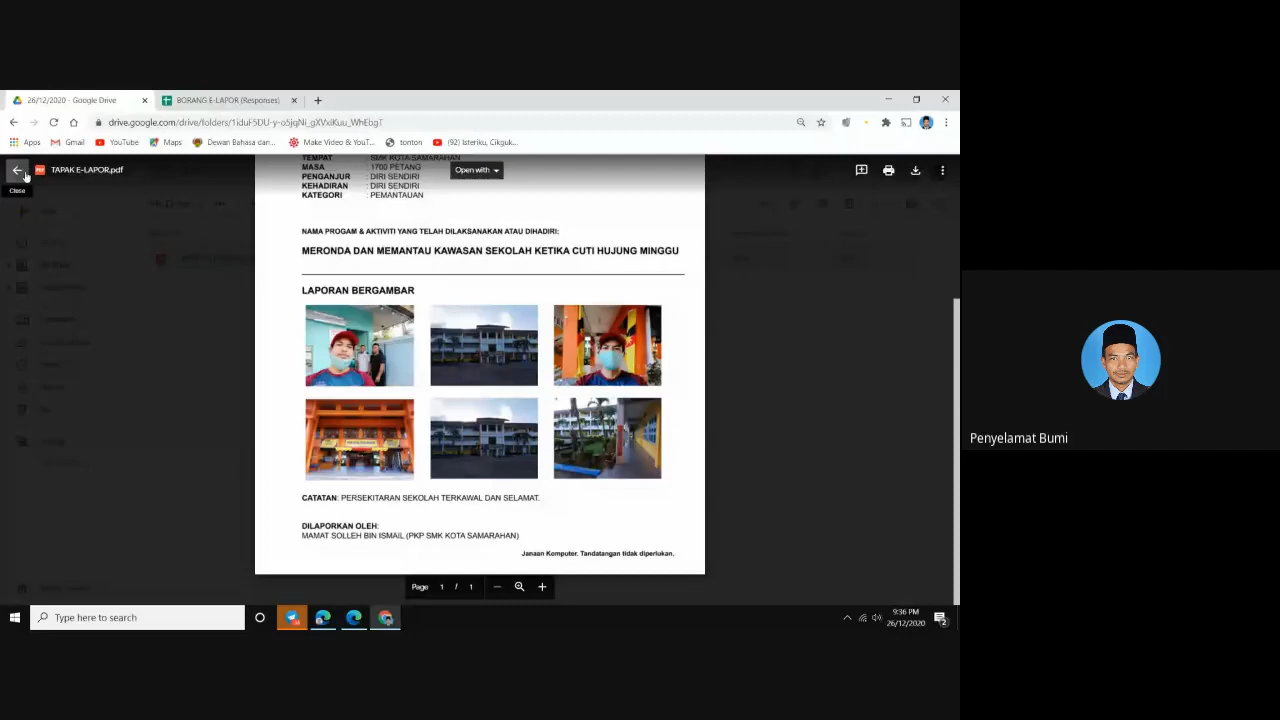 26/12/2020 - Google Drive
BORANG E-LAPOR (Responses)
drive.google.com/drive/folders/
Apps
Gmail
YouTube
Maps
Dewan Bahasa dan...
Make Video & YouT...
tonton
(92) Isteriku, Cikguk...
TAPAK E-LAPOR.pdf
Open with
Close
TEMPAT : SMK KOTA SAMARAHAN
MASA : 1700 PETANG
PENGANJUR : DIRI SENDIRI
KEHADIRAN : DIRI SENDIRI
KATEGORI : PEMANTAUAN
NAMA PROGAM & AKTIVITI YANG TELAH DILAKSANAKAN ATAU DIHADIRI:
MERONDA DAN MEMANTAU KAWASAN SEKOLAH KETIKA CUTI HUJUNG MINGGU
LAPORAN BERGAMBAR
CATATAN: PERSEKITARAN SEKOLAH TERKAWAL DAN SELAMAT.
DILAPORKAN OLEH:
MAMAT SOLLEH BIN ISMAIL (PKP SMK KOTA SAMARAHAN)
Janaan Komputer. Tandatangan tidak diperlukan.
Page 1 / 1
Type here to search
9:36 PM
26/12/2020
2
Penyelamat Bumi